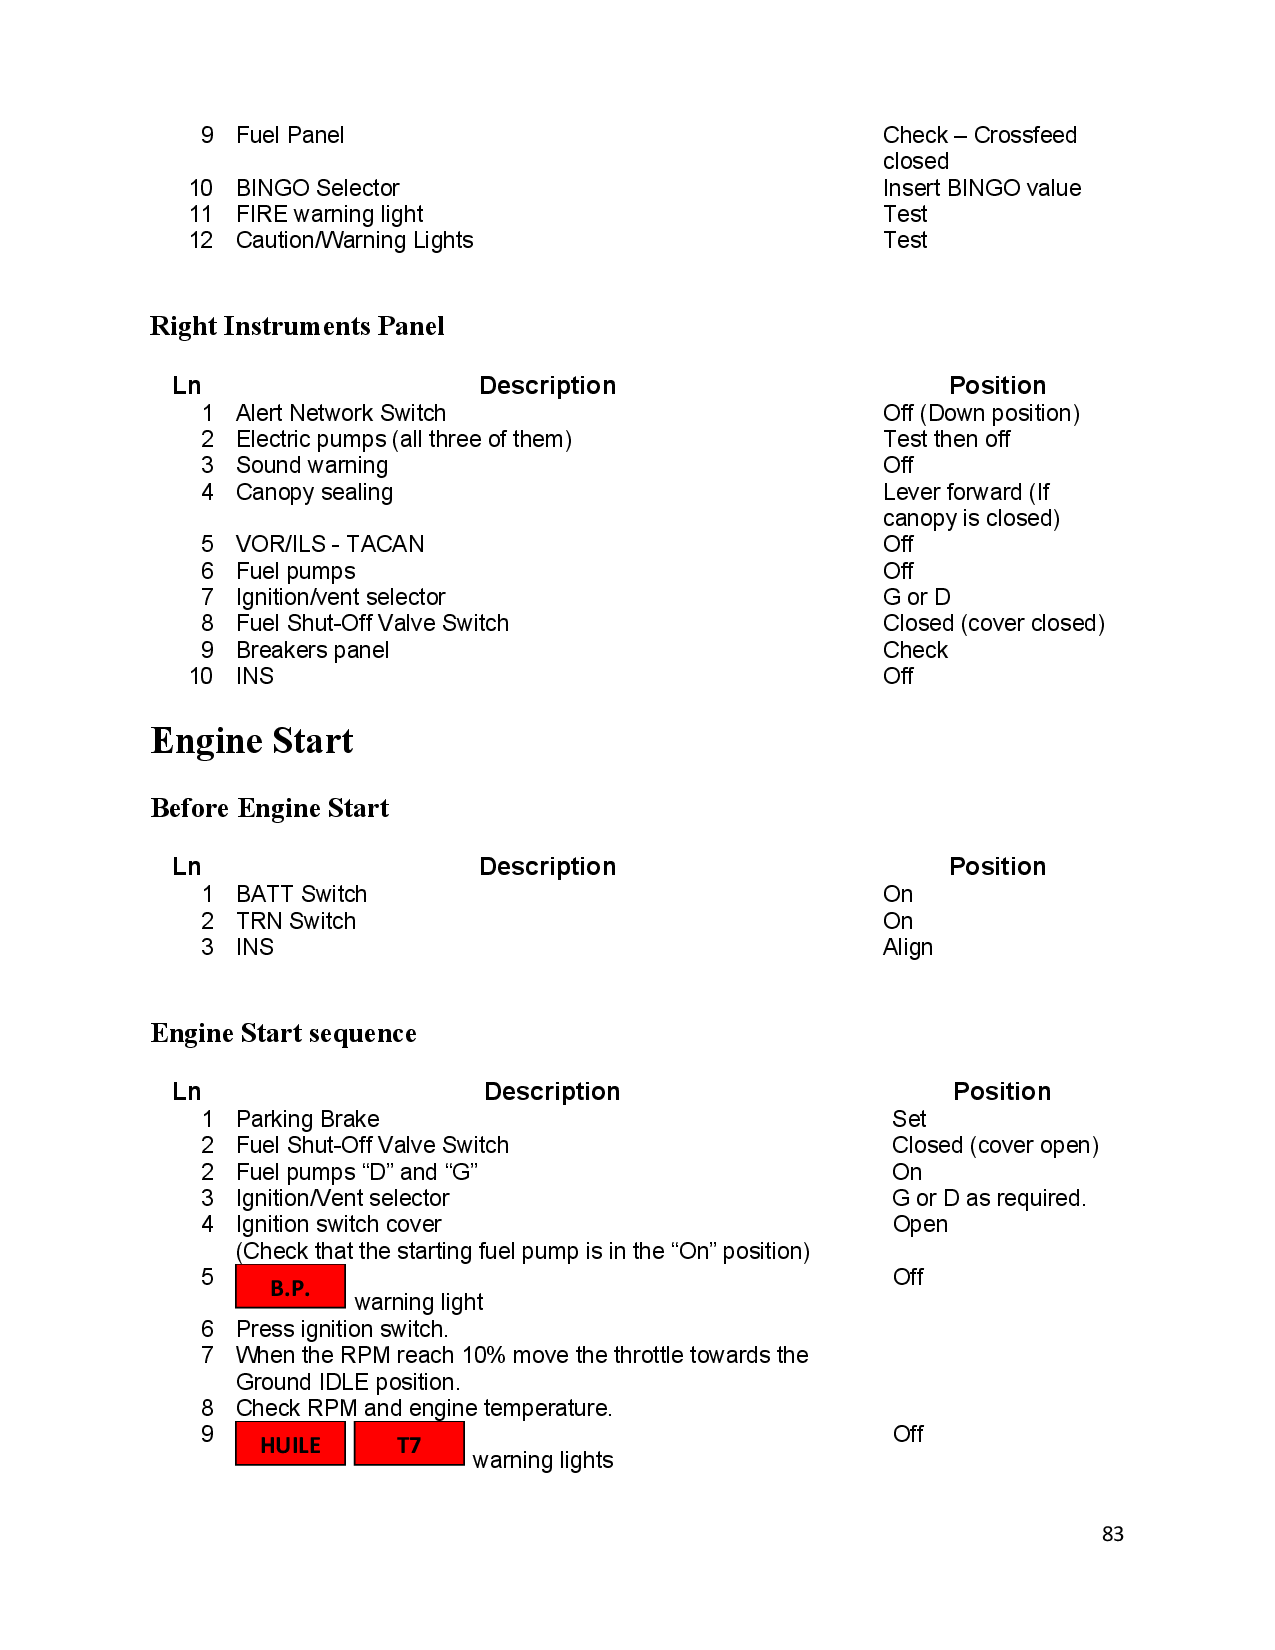 9 Fuel Panel Check – Crossfeed
closed
10 BINGO Selector Insert BINGO value
11 FIRE warning light Test
12 Caution/Warning Lights Test
Right Instruments Panel
Ln Description Position
1 Alert Network Switch Off (Down position)
2 Electric pumps (all three of them) Test then off
3 Sound warning Off
4 Canopy sealing Lever forward (If
canopy is closed)
5 VOR/ILS - TACAN Off
6 Fuel pumps Off
7 Ignition/vent selector G or D
8 Fuel Shut-Off Valve Switch Closed (cover closed)
9 Breakers panel Check
10 INS Off
Engine Start
Before Engine Start
Ln Description Position
1 BATT Switch On
2 TRN Switch On
3 INS Align
Engine Start sequence
Ln Description Position
1 Parking Brake Set
2 Fuel Shut-Off Valve Switch Closed (cover open)
2 Fuel pumps “D” and “G” On
3 Ignition/Vent selector G or D as required.
4 Ignition switch cover Open
(Check that the starting fuel pump is in the “On” position)
5 B.P. warning light Off
6 Press ignition switch.
7 When the RPM reach 10% move the throttle towards the
Ground IDLE position.
8 Check RPM and engine temperature.
9 HUILE T7 warning lights Off
83